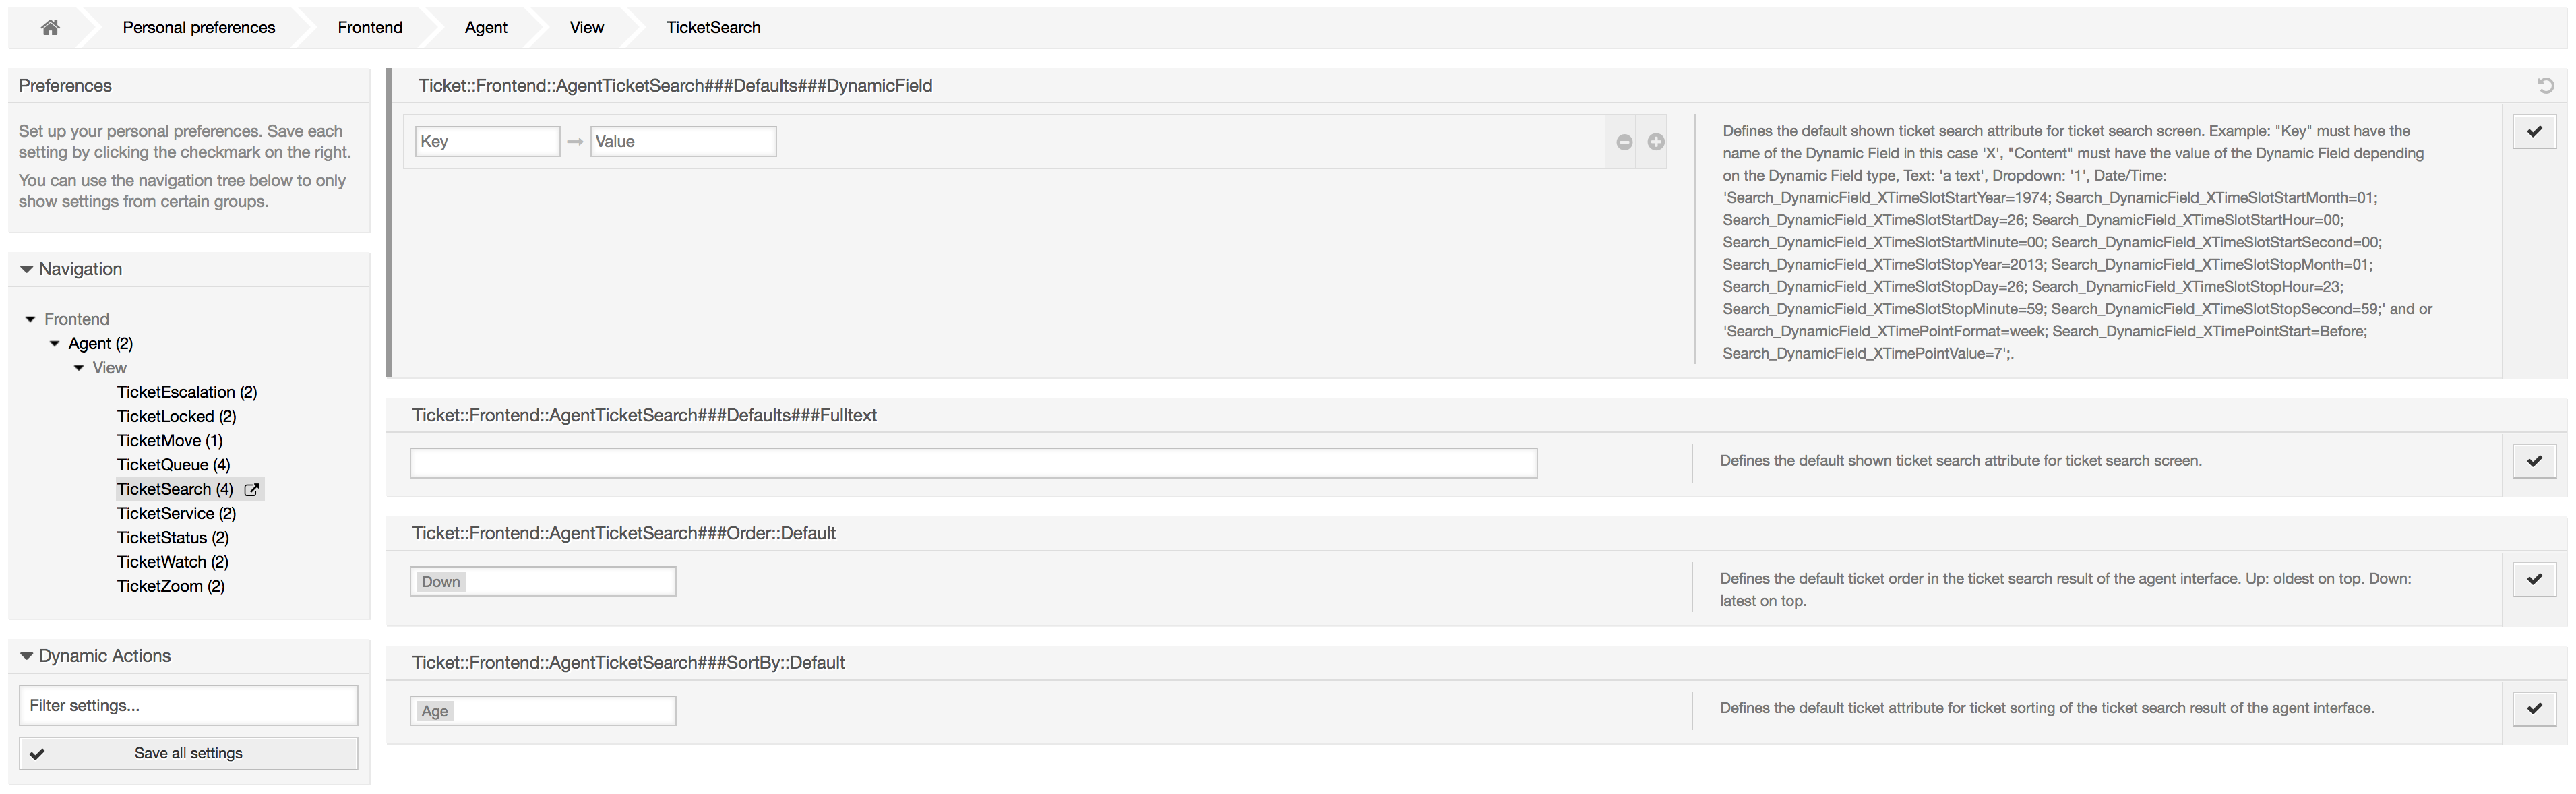 Personal preferences Frontend Agent View TicketSearch
Preferences
Set up your personal preferences. Save each
setting by clicking the checkmark on the right.
You can use the navigation tree below to only
show settings from certain groups.
Navigation
Frontend
Agent (2)
View
TicketEscalation (2)
TicketLocked (2)
TicketMove (1)
TicketQueue (4)
TicketSearch (4)
TicketService (2)
TicketStatus (2)
TicketWatch (2)
TicketZoom (2)
Dynamic Actions
Filter settings...
Save all settings
Ticket::Frontend::AgentTicketSearch###Defaults###DynamicField
Key
Value
Defines the default shown ticket search attribute for ticket search screen. Example: "Key" must have the
name of the Dynamic Field in this case 'X', "Content" must have the value of the Dynamic Field depending
on the Dynamic Field type, Text: 'a text', Dropdown: '1', Date/Time:
'Search_DynamicField_XTimeSlotStartYear=1974; Search_DynamicField_XTimeSlotStartMonth=01;
Search_DynamicField_XTimeSlotStartDay=26; Search_DynamicField_XTimeSlotStartHour=00;
Search_DynamicField_XTimeSlotStartMinute=00; Search_DynamicField_XTimeSlotStartSecond=00;
Search_DynamicField_XTimeSlotStopYear=2013; Search_DynamicField_XTimeSlotStopMonth=01;
Search_DynamicField_XTimeSlotStopDay=26; Search_DynamicField_XTimeSlotStopHour=23;
Search_DynamicField_XTimeSlotStopMinute=59; Search_DynamicField_XTimeSlotStopSecond=59;' and or
'Search_DynamicField_XTimePointFormat=week; Search_DynamicField_XTimePointStart=Before;
Search_DynamicField_XTimePointValue=7';.
Ticket::Frontend::AgentTicketSearch###Defaults###Fulltext
Defines the default shown ticket search attribute for ticket search screen.
Ticket::Frontend::AgentTicketSearch###Order::Default
Down
Defines the default ticket order in the ticket search result of the agent interface. Up: oldest on top. Down:
latest on top.
Ticket::Frontend::AgentTicketSearch###SortBy::Default
Age
Defines the default ticket attribute for ticket sorting of the ticket search result of the agent interface.